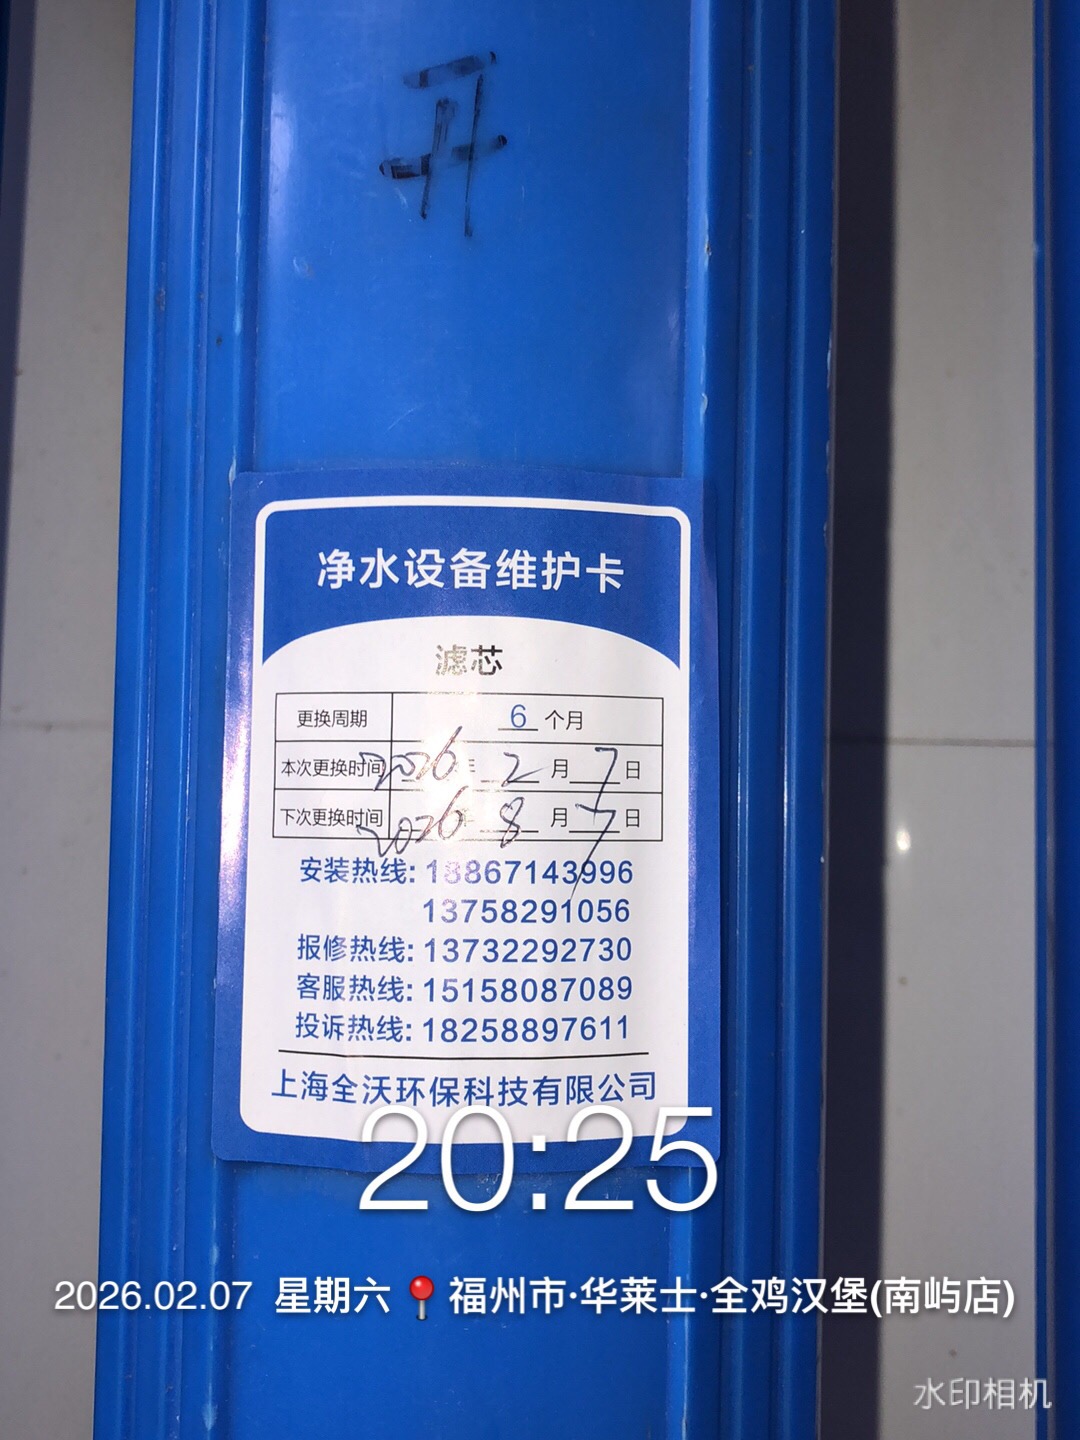 开
净水设备维护卡
滤芯
更换周期 6 个月
本次更换时间 2026 年 2 月 7 日
下次更换时间 2026 年 8 月 7 日
安装热线: 18867143996
13758291056
报修热线: 13732292730
客服热线: 15158087089
投诉热线: 18258897611
上海全沃环保科技有限公司
20:25
2026.02.07 星期六 福州市·华莱士·全鸡汉堡(南屿店)
水印相机